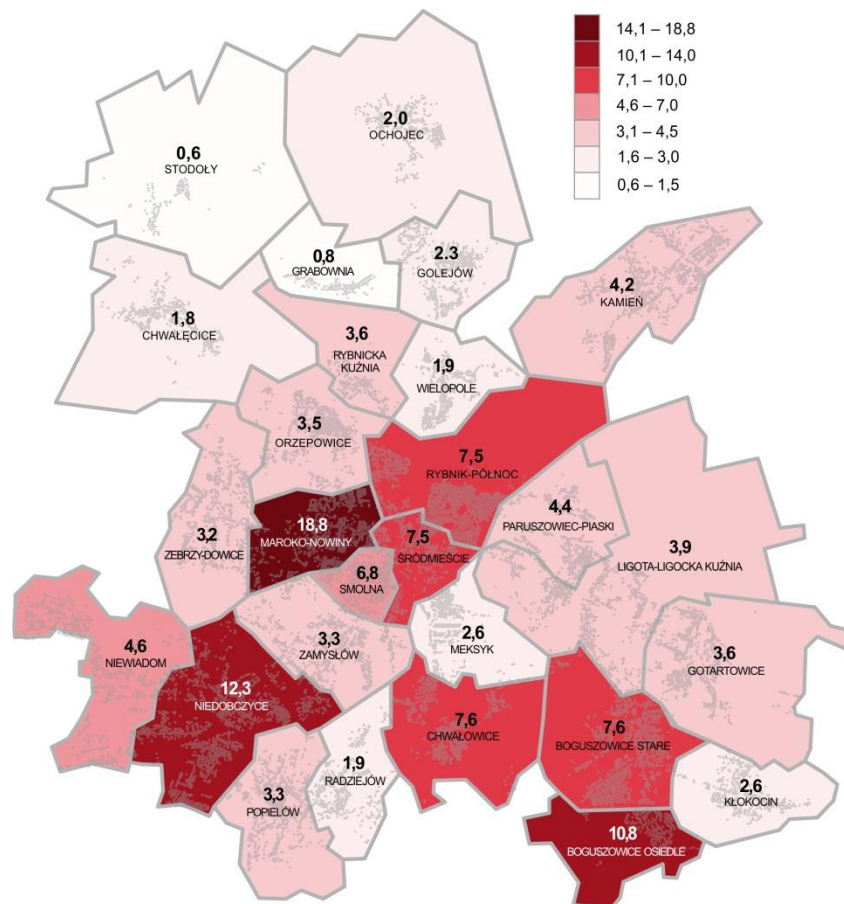 14,1 – 18,8
10,1 – 14,0
7,1 – 10,0
4,6 – 7,0
3,1 – 4,5
1,6 – 3,0
0,6 – 1,5
2,0
OCHOJEC
0,6
STODOŁY
0,8
GRABOWNIA
2.3
GOLEJÓW
4,2
KAMIEŃ
1,8
CHWAŁĘCICE
3,6
RYBNICKA
KUŹNIA
1,9
WIELOPOLE
3,5
ORZEPOWICE
7,5
RYBNIK-PÓŁNOC
4,4
PARUSZOWIEC-PIASKI
18,8
MAROKO-NOWINY
7,5
ŚRÓDMIEŚCIE
3,2
ZEBRZY-DOWICE
3,9
LIGOTA-LIGOCKA KUŹNIA
6,8
SMOLNA
4,6
NIEWIADOM
3,3
ZAMYSŁÓW
2,6
MEKSYK
3,6
GOTARTOWICE
12,3
NIEDOBCZYCE
7,6
CHWAŁOWICE
7,6
BOGUSZOWICE STARE
1,9
RADZIEJÓW
3,3
POPIELÓW
2,6
KŁOKOCIN
10,8
BOGUSZOWICE OSIEDLE